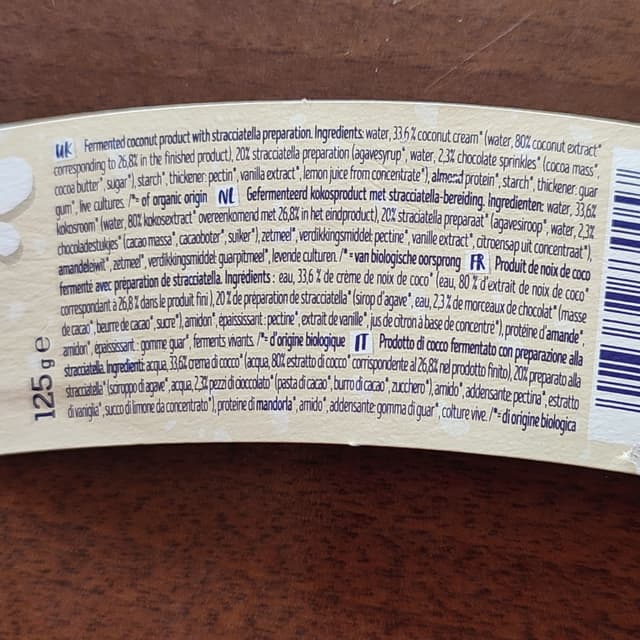 UK Fermented coconut product with stracciatella preparation. Ingredients: water, 33,6% coconut cream* (water, 80% coconut extract*
corresponding to 26,8% in the finished product), 20% stracciatella preparation (agavesyrup*, water, 2,3% chocolate sprinkles* (cocoa mass*,
cocoa butter*, sugar*), starch*, thickener: pectin*, vanilla extract*, lemon juice from concentrate*), almond protein*, starch*, thickener: guar
gum*, live cultures. /*= of organic origin NL Gefermenteerd kokosproduct met stracciatella-bereiding. Ingredienten: water, 33,6%
kokosroom* (water, 80% kokosextract* overeenkomend met 26,8% in het eindproduct), 20% straciatella preparaat* (agavesiroop*, water, 2,3%
chocoladestukjes* (cacao massa*, cacaoboter*, suiker*), zetmeel*, verdikkingsmiddel: pectine*, vanille extract*, citroensap uit concentraat*),
amandeleiwit*, zetmeel*, verdikkingsmiddel: guarpitmeel*, levende culturen. /*= van biologische oorsprong FR Produit de noix de coco
fermenté avec préparation de stracciatella. Ingrédients : eau, 33,6 % de crème de noix de coco* (eau, 80 % d'extrait de noix de coco*
correspondant à 26,8% dans le produit fini), 20% de préparation de stracciatella* (sirop d'agave*, eau, 2,3% de morceaux de chocolat* (masse
de cacao*, beurre de cacao*, sucre*), amidon*, épaississant : pectine*, extrait de vanille*, jus de citron à base de concentré*), protéine d'amande*,
amidon*, épaississant : gomme guar*, ferments vivants. /*= d'origine biologique IT Prodotto di cocco fermentato con preparazione alla
stracciatella. Ingredienti: acqua, 33,6% crema di cocco* (acqua, 80% estratto di cocco* corrispondente al 26,8% nel prodotto finito) 20% preparato alla
stracciatella* (sciroppo di agave*, acqua, 2,3% pezzi di cioccolato* (pasta di cacao*, burro di cacao*, zucchero*), amido*, addensante: pectina*, estratto
di vaniglia*, succo di limone da concentrato*), proteine di mandorla*, amido*, addensante: gomma di guar*, colture vive. /*= di origine biologica
125g e